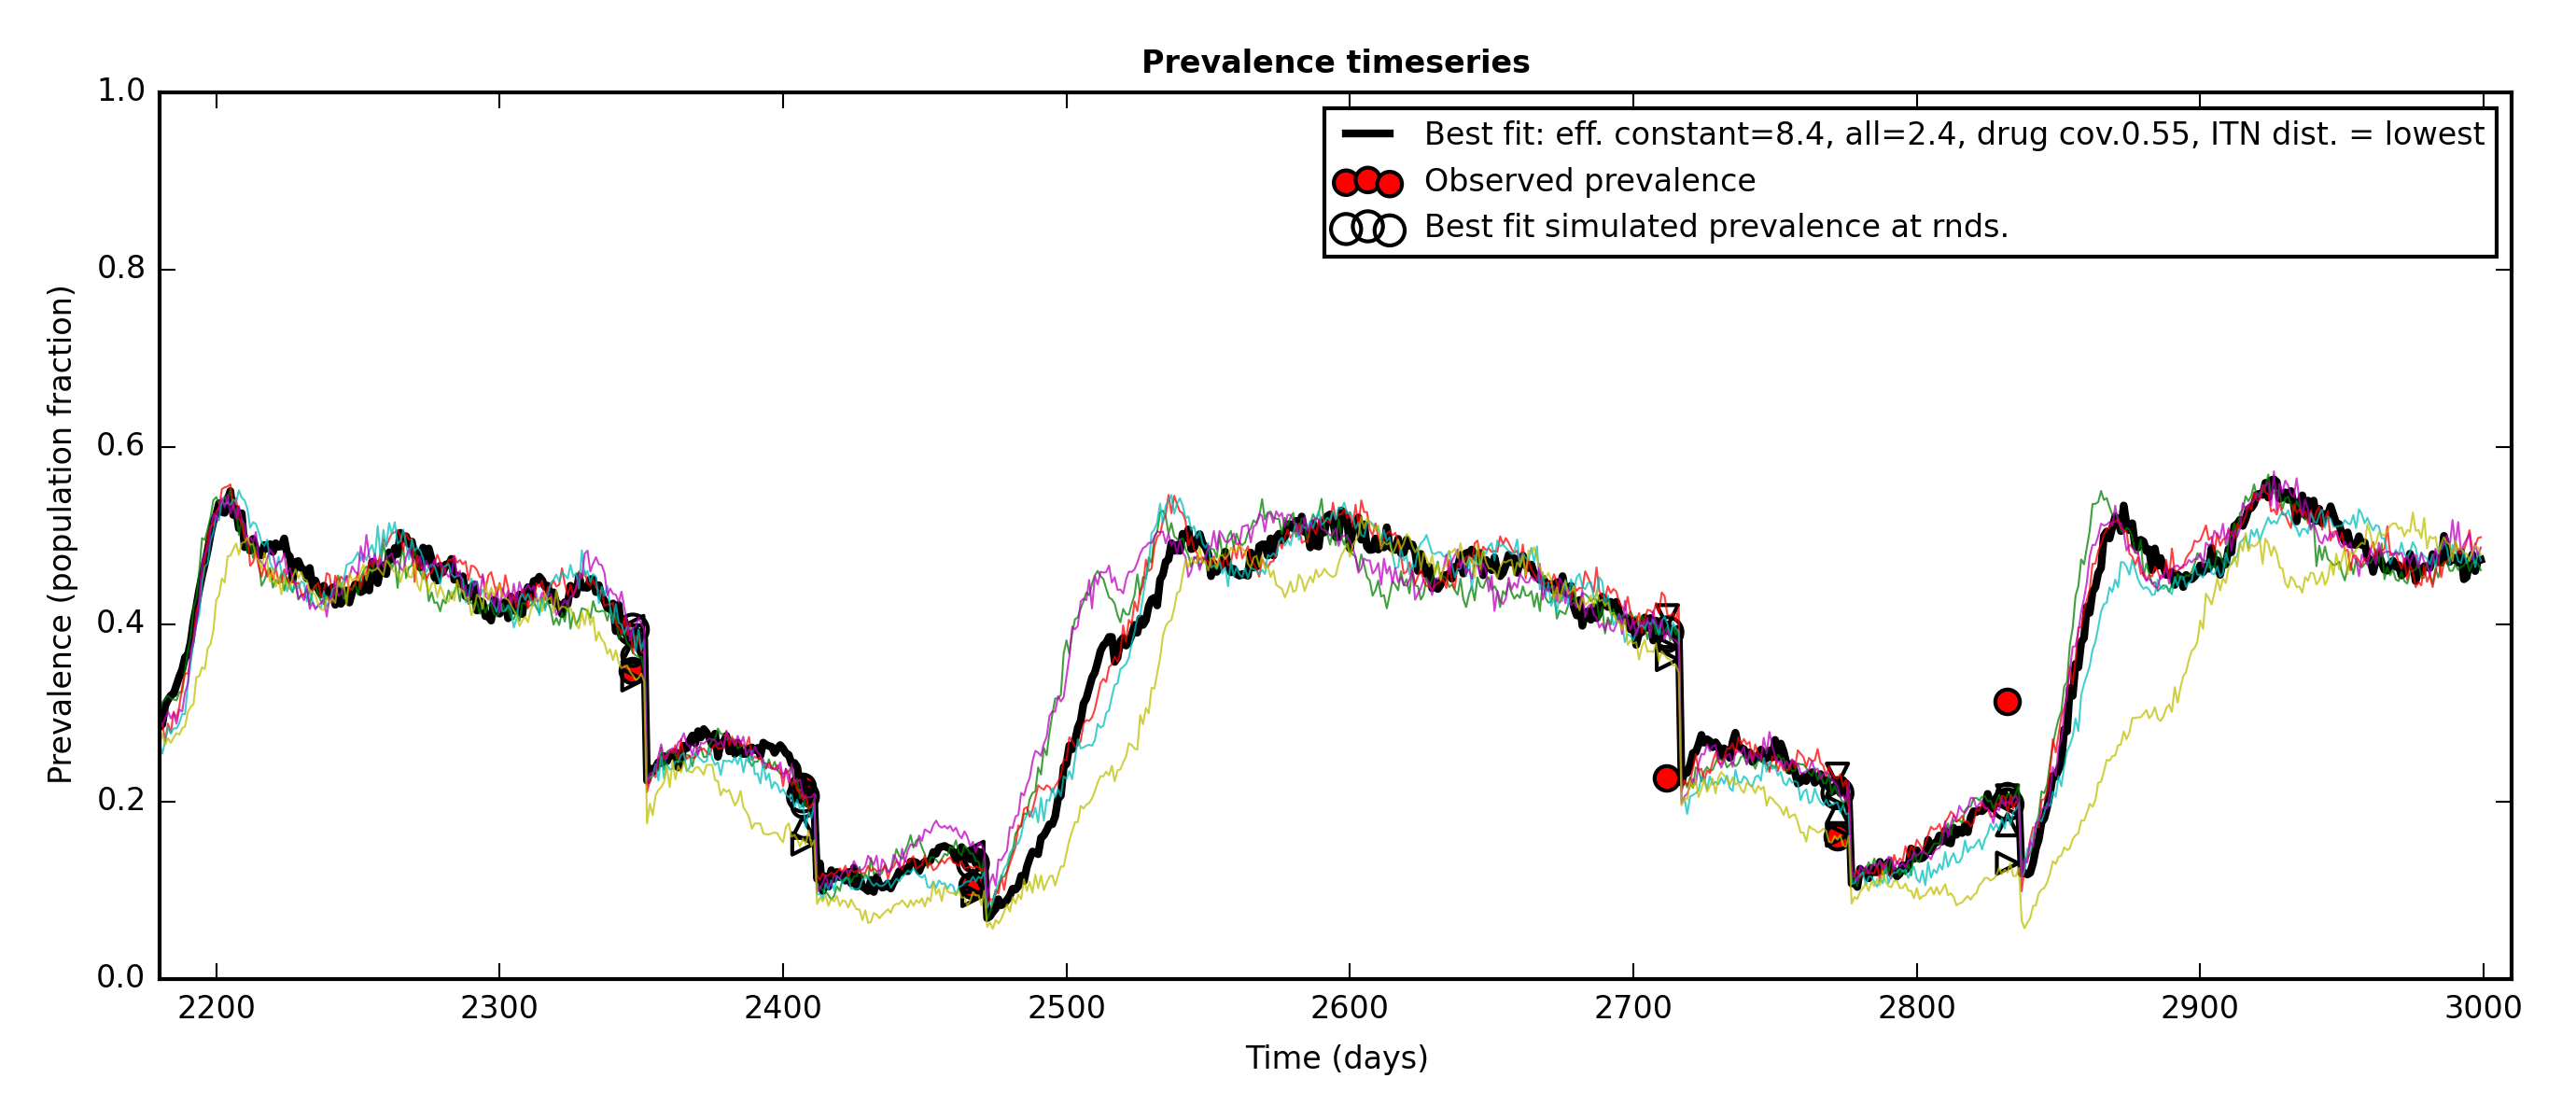 Prevalence timeseries
1.0
0.8
0.6
0.4
0.2
0.0
Prevalence (population fraction)
Best fit: eff. constant=8.4, all=2.4, drug cov.0.55, ITN dist. = lowest
Observed prevalence
Best fit simulated prevalence at rnds.
2200 2300 2400 2500 2600 2700 2800 2900 3000
Time (days)